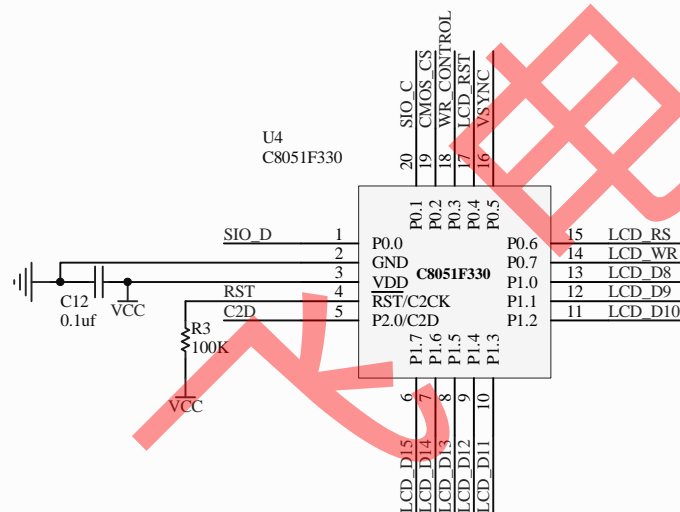 U4
C8051F330
SIO_C
CMOS_CS
WR_CONTROL
LCD_RST
VSYNC
20
19
18
17
16
P0.1
P0.2
P0.3
P0.4
P0.5
SIO_D
1
2
3
RST
4
C2D
5
P0.0
GND
VDD
RST/C2CK
P2.0/C2D
C8051F330
P0.6
P0.7
P1.0
P1.1
P1.2
15 LCD_RS
14 LCD_WR
13 LCD_D8
12 LCD_D9
11 LCD_D10
P1.7
P1.6
P1.5
P1.4
P1.3
6
7
8
9
10
LCD_D15
LCD_D14
LCD_D13
LCD_D12
LCD_D11
C12
0.1uf
VCC
R3
100K
VCC